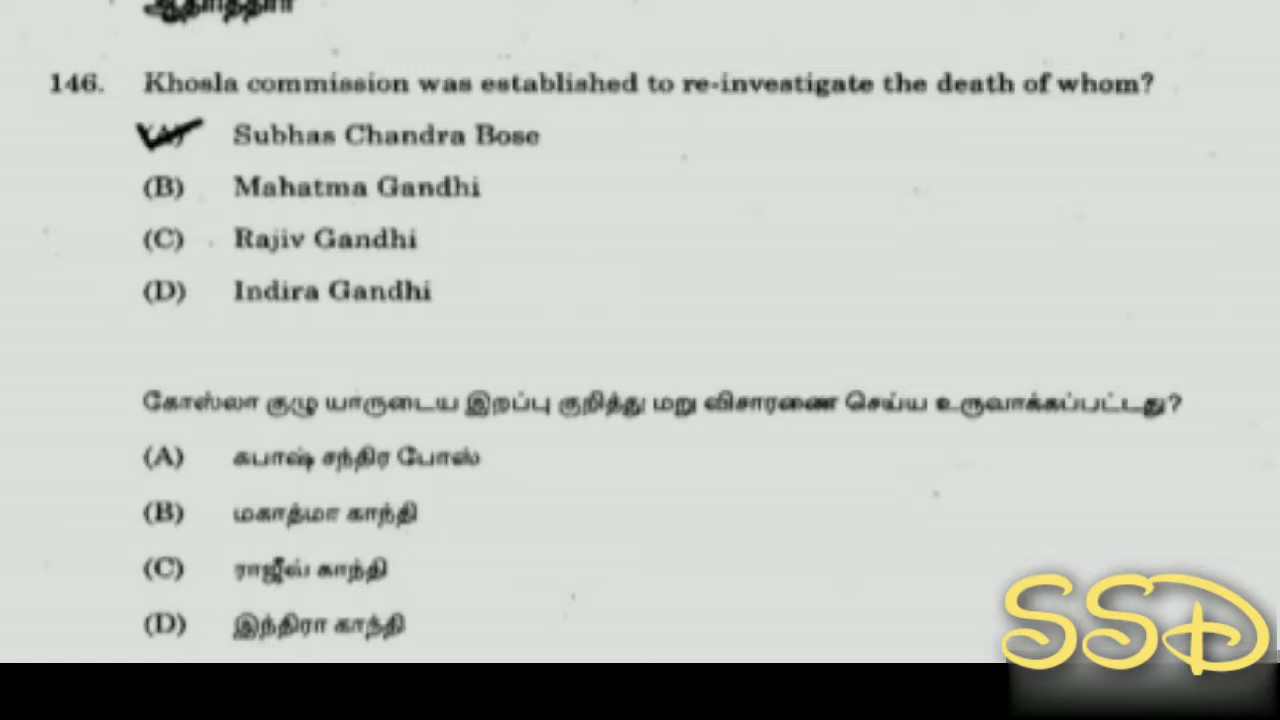 146. Khosla commission was established to re-investigate the death of whom?
(A) Subhas Chandra Bose
(B) Mahatma Gandhi
(C) Rajiv Gandhi
(D) Indira Gandhi
கோஸ்லா குழு யாருடைய இறப்பு குறித்து மறு விசாரணை செய்ய உருவாக்கப்பட்டது?
(A) சுபாஷ் சந்திர போஸ்
(B) மகாத்மா காந்தி
(C) ராஜீவ் காந்தி
(D) இந்திரா காந்தி
SSD